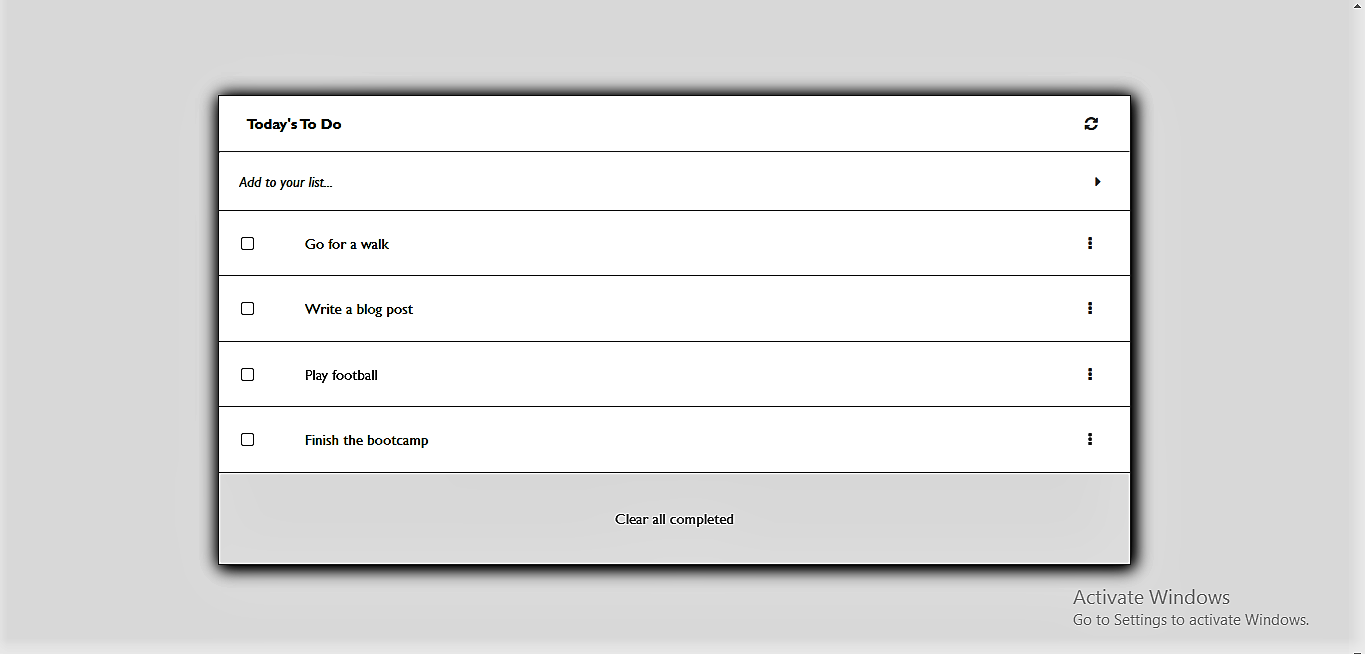 Today's To Do
Add to your list...
Go for a walk
Write a blog post
Play football
Finish the bootcamp
Clear all completed
Activate Windows
Go to Settings to activate Windows.